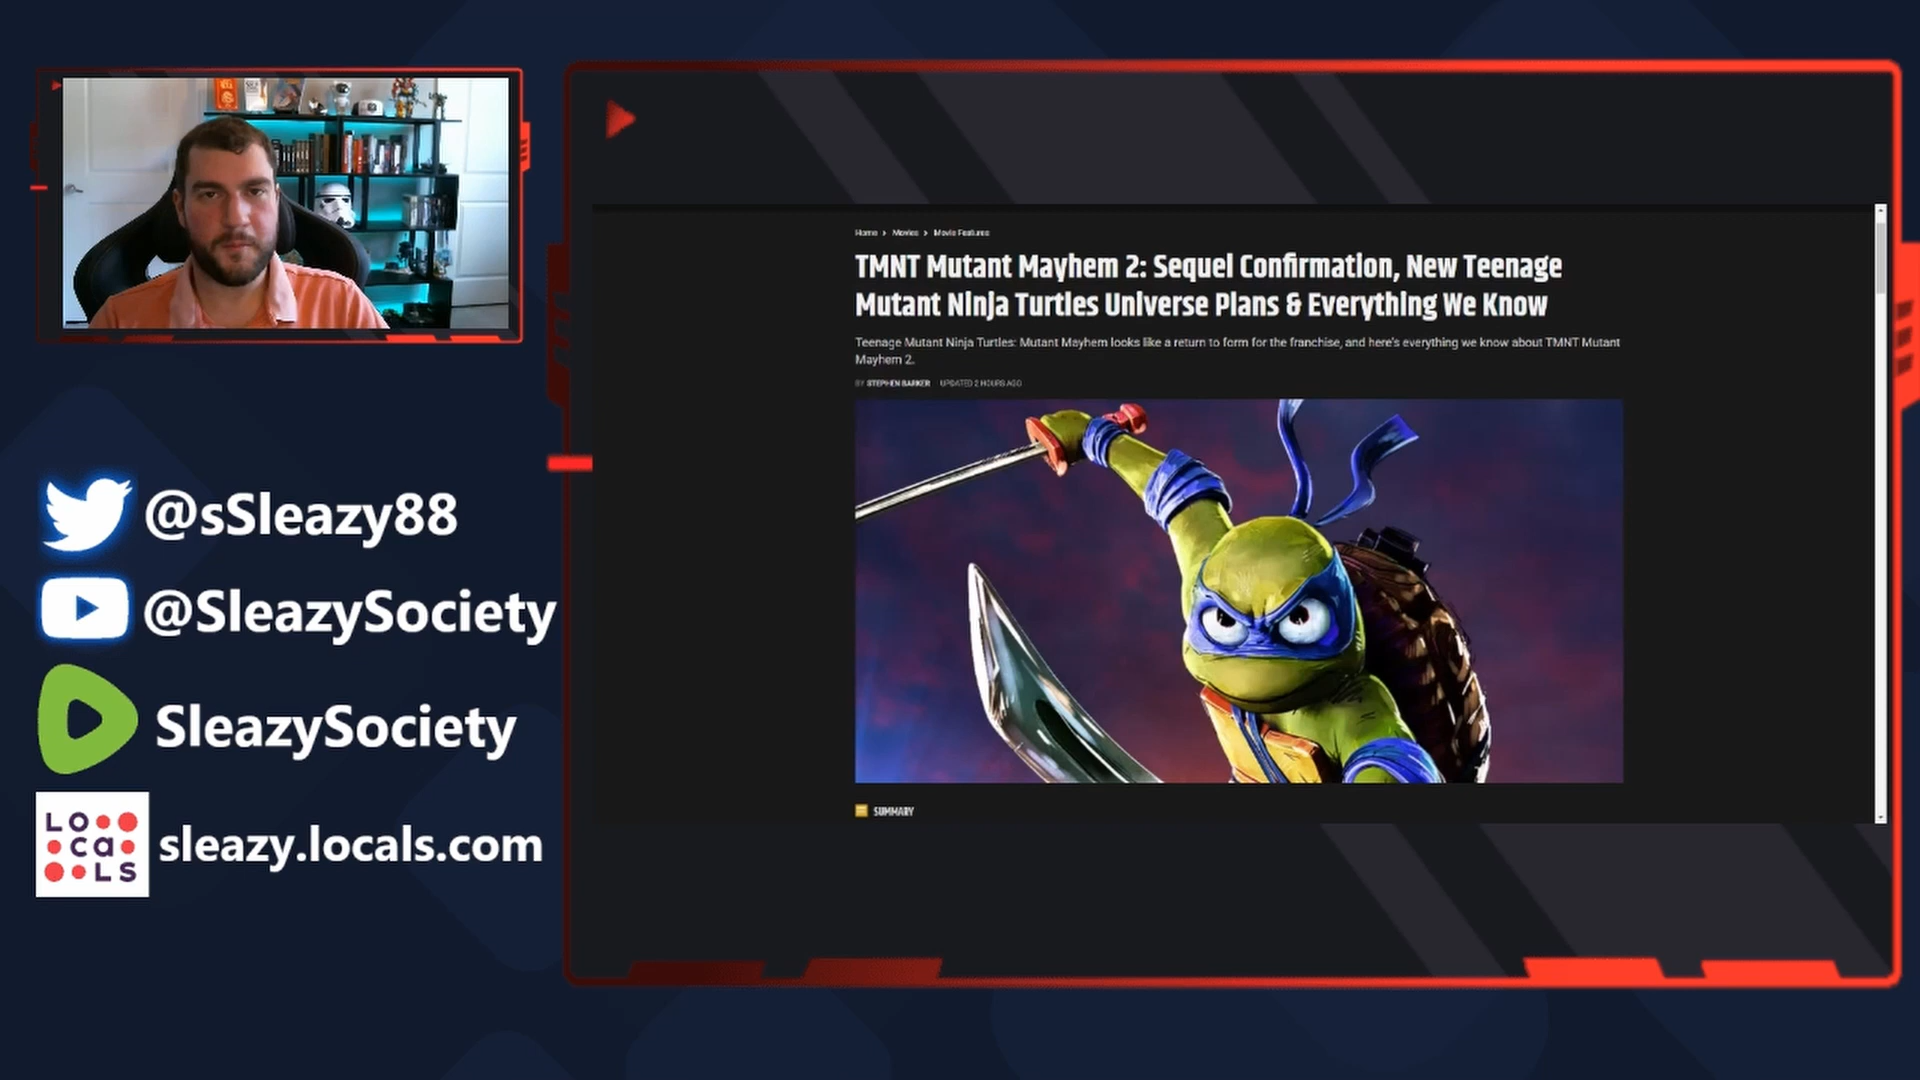 @sSleazy88
@SleazySociety
SleazySociety
LOCALS
sleazy.locals.com
Home > Movies > Movie Features
TMNT Mutant Mayhem 2: Sequel Confirmation, New Teenage
Mutant Ninja Turtles Universe Plans & Everything We Know
Teenage Mutant Ninja Turtles: Mutant Mayhem looks like a return to form for the franchise, and here's everything we know about TMNT Mutant
Mayhem 2.
BY STEPHEN BARKER UPDATED 2 HOURS AGO
SUMMARY